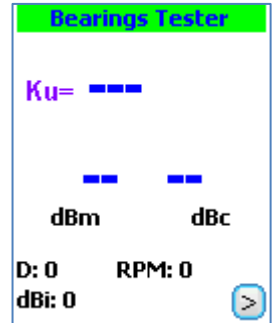 Bearings Tester
Ku= ---
-- --
dBm dBc
D: 0 RPM: 0
dBi: 0
>